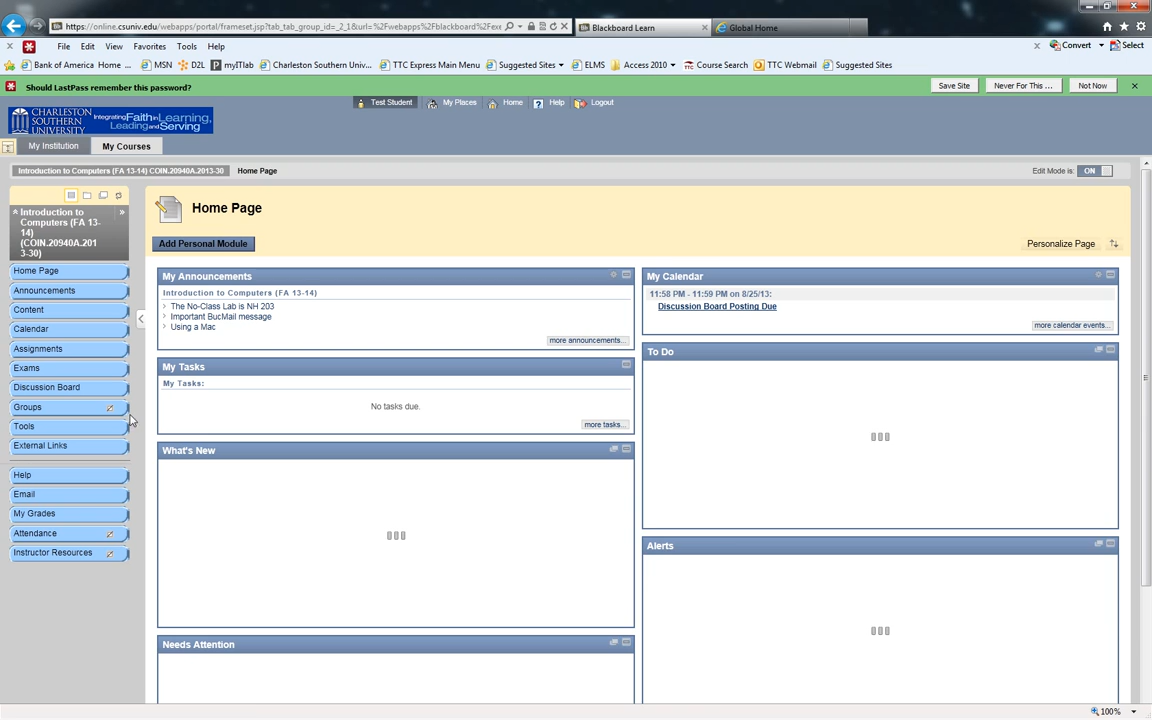 https://online.csuniv.edu/webapps/portal/frameset.jsp?tab_tab_group_id=_2_1&url=%2Fwebapps%2Fblackboard%2Fexe
Blackboard Learn
Global Home
File Edit View Favorites Tools Help
Convert Select
Bank of America Home ... MSN D2L myITlab Charleston Southern Univ... TTC Express Main Menu Suggested Sites ELMS Access 2010 Course Search TTC Webmail Suggested Sites
Should LastPass remember this password? Save Site Never For This ... Not Now
Test Student My Places Home Help Logout
CHARLESTON SOUTHERN UNIVERSITY
Integrating Faith in Learning, Leading and Serving
My Institution My Courses
Introduction to Computers (FA 13-14) COIN.20940A.2013-30 Home Page Edit Mode is: ON
Introduction to
Computers (FA 13-
14)
(COIN.20940A.201
3-30)
Home Page
Announcements
Content
Calendar
Assignments
Exams
Discussion Board
Groups
Tools
External Links
Help
Email
My Grades
Attendance
Instructor Resources
Home Page
Add Personal Module Personalize Page
My Announcements
Introduction to Computers (FA 13-14)
The No-Class Lab is NH 203
Important BucMail message
Using a Mac
more announcements...
My Tasks
My Tasks:
No tasks due.
more tasks...
What's New
Needs Attention
My Calendar
11:58 PM - 11:59 PM on 8/25/13:
Discussion Board Posting Due
more calendar events...
To Do
Alerts
100%